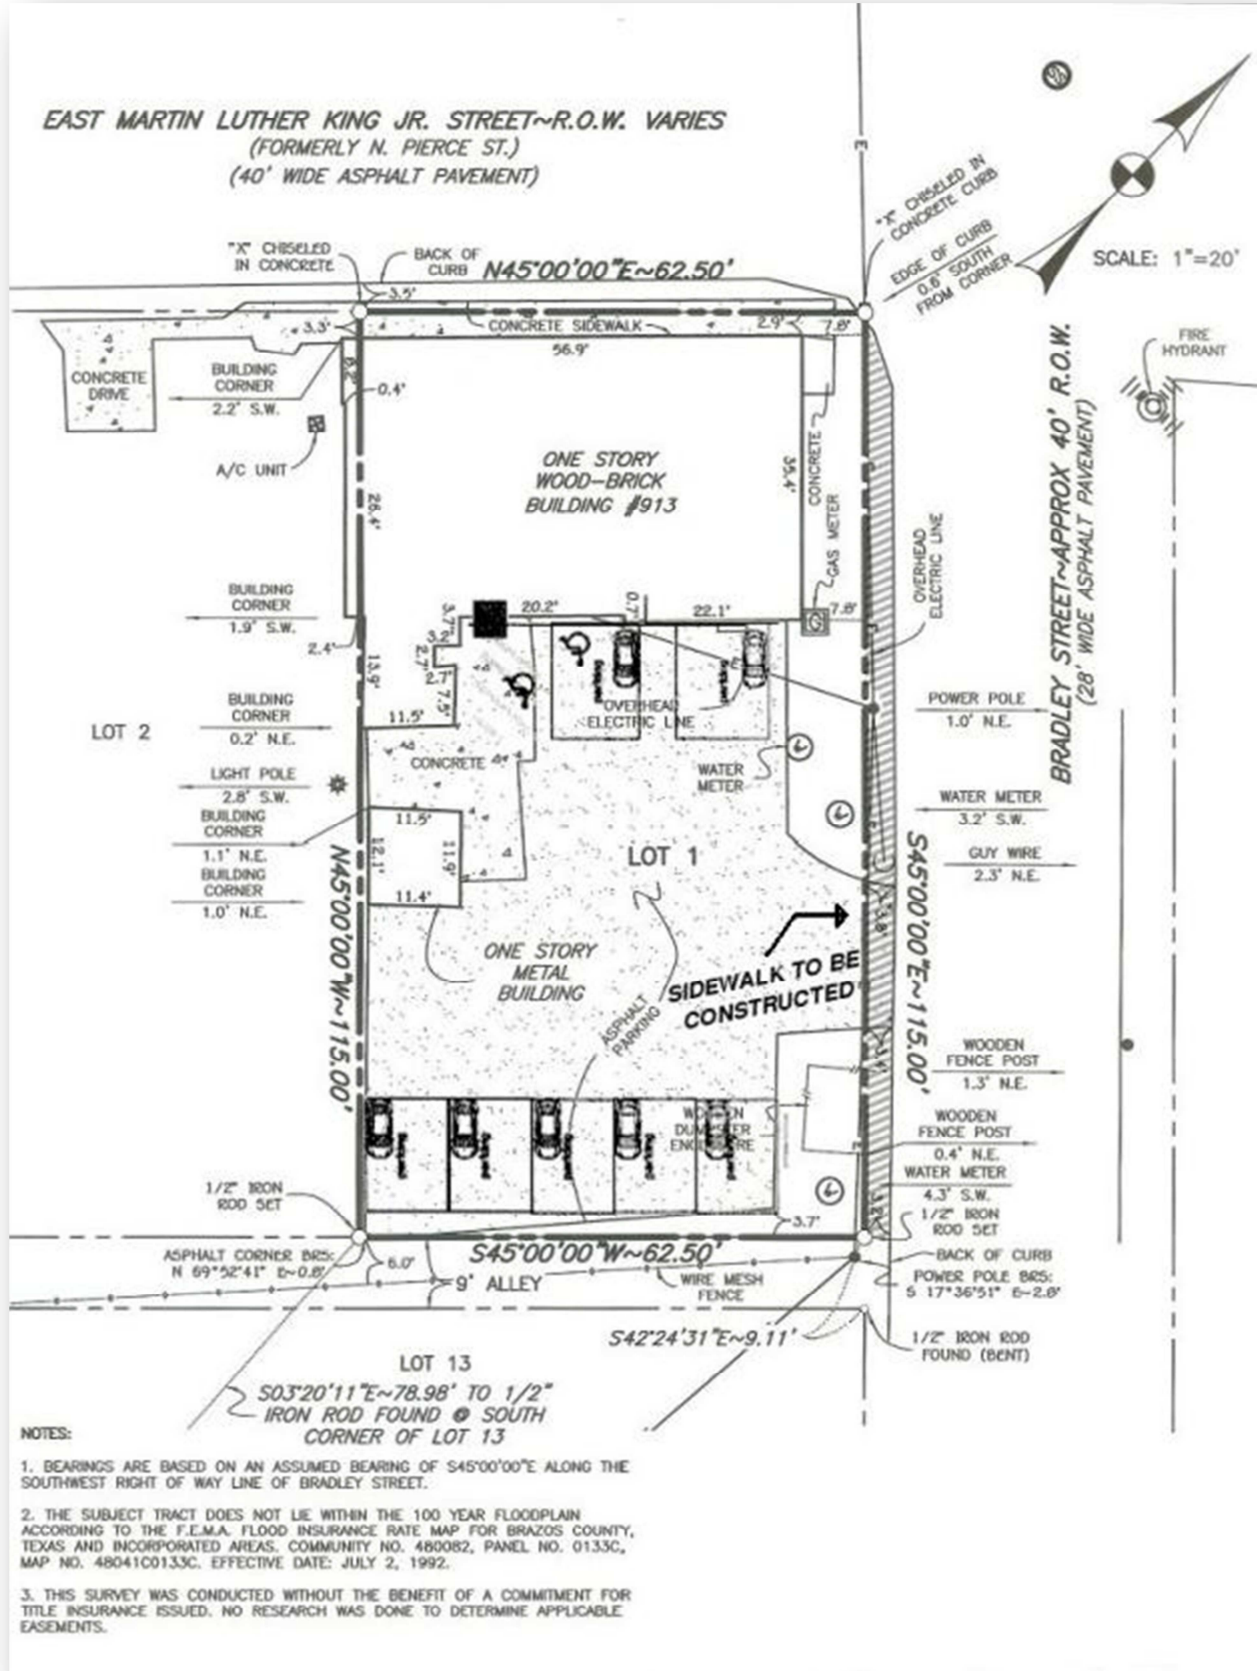 EAST MARTIN LUTHER KING JR. STREET~R.O.W. VARIES
(FORMERLY N. PIERCE ST.)
(40' WIDE ASPHALT PAVEMENT)
"X" CHISELED
IN CONCRETE
BACK OF
CURB
N45°00'00"E~62.50'
"X" CHISELED IN
CONCRETE CURB
EDGE OF CURB
0.6' SOUTH
FROM CORNER
SCALE: 1"=20'
3.5'
3.3'
CONCRETE SIDEWALK
2.9'
7.8'
56.9'
CONCRETE
DRIVE
BUILDING
CORNER
2.2' S.W.
6.2'
0.4'
FIRE
HYDRANT
A/C UNIT
ONE STORY
WOOD-BRICK
BUILDING #913
26.4'
35.4'
CONCRETE
GAS METER
OVERHEAD
ELECTRIC LINE
BRADLEY STREET~APPROX 40' R.O.W.
(28' WIDE ASPHALT PAVEMENT)
BUILDING
CORNER
1.9' S.W.
2.4'
3.7'
20.2'
0.7'
22.1'
7.8'
3.2'
2.7'
2.7'
7.5'
13.9'
LOT 2
BUILDING
CORNER
0.2' N.E.
11.5'
OVERHEAD
ELECTRIC LINE
POWER POLE
1.0' N.E.
CONCRETE
WATER
METER
LIGHT POLE
2.8' S.W.
WATER METER
3.2' S.W.
BUILDING
CORNER
1.1' N.E.
11.5'
12.1'
11.9'
11.4'
LOT 1
GUY WIRE
2.3' N.E.
BUILDING
CORNER
1.0' N.E.
N45°00'00"W~115.00'
S45°00'00"E~115.00'
3.8'
ONE STORY
METAL
BUILDING
SIDEWALK TO BE
CONSTRUCTED
ASPHALT
PARKING
WOODEN
FENCE POST
1.3' N.E.
WOODEN
DUMPSTER
ENCLOSURE
WOODEN
FENCE POST
0.4' N.E.
WATER METER
4.3' S.W.
1/2" IRON
ROD SET
1/2" IRON
ROD SET
3.7'
ASPHALT CORNER BRS:
N 69°52'41" E~0.8'
6.0'
S45°00'00"W~62.50'
BACK OF CURB
9' ALLEY
WIRE MESH
FENCE
POWER POLE BRS:
S 17°36'51" E~2.8'
S42°24'31"E~9.11'
1/2" IRON ROD
FOUND (BENT)
LOT 13
S03°20'11"E~78.98' TO 1/2"
IRON ROD FOUND @ SOUTH
CORNER OF LOT 13
NOTES:
1. BEARINGS ARE BASED ON AN ASSUMED BEARING OF S45°00'00"E ALONG THE
SOUTHWEST RIGHT OF WAY LINE OF BRADLEY STREET.
2. THE SUBJECT TRACT DOES NOT LIE WITHIN THE 100 YEAR FLOODPLAIN
ACCORDING TO THE F.E.M.A. FLOOD INSURANCE RATE MAP FOR BRAZOS COUNTY,
TEXAS AND INCORPORATED AREAS. COMMUNITY NO. 480082, PANEL NO. 0133C,
MAP NO. 48041C0133C. EFFECTIVE DATE: JULY 2, 1992.
3. THIS SURVEY WAS CONDUCTED WITHOUT THE BENEFIT OF A COMMITMENT FOR
TITLE INSURANCE ISSUED. NO RESEARCH WAS DONE TO DETERMINE APPLICABLE
EASEMENTS.